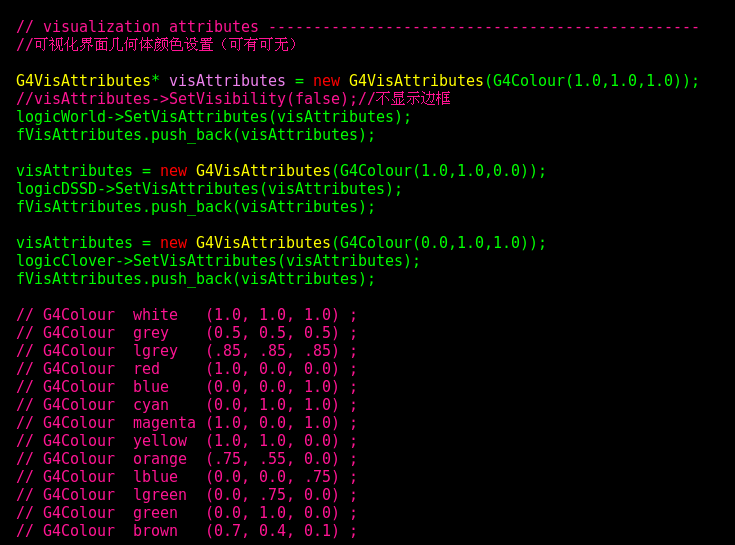 // visualization attributes ------------------------------------------------
//可视化界面几何体颜色设置（可有可无）
G4VisAttributes* visAttributes = new G4VisAttributes(G4Colour(1.0,1.0,1.0));
//visAttributes->SetVisibility(false);//不显示边框
logicWorld->SetVisAttributes(visAttributes);
fVisAttributes.push_back(visAttributes);
visAttributes = new G4VisAttributes(G4Colour(1.0,1.0,0.0));
logicDSSD->SetVisAttributes(visAttributes);
fVisAttributes.push_back(visAttributes);
visAttributes = new G4VisAttributes(G4Colour(0.0,1.0,1.0));
logicClover->SetVisAttributes(visAttributes);
fVisAttributes.push_back(visAttributes);
// G4Colour  white   (1.0, 1.0, 1.0) ;
// G4Colour  grey    (0.5, 0.5, 0.5) ;
// G4Colour  lgrey   (.85, .85, .85) ;
// G4Colour  red     (1.0, 0.0, 0.0) ;
// G4Colour  blue    (0.0, 0.0, 1.0) ;
// G4Colour  cyan    (0.0, 1.0, 1.0) ;
// G4Colour  magenta (1.0, 0.0, 1.0) ;
// G4Colour  yellow  (1.0, 1.0, 0.0) ;
// G4Colour  orange  (.75, .55, 0.0) ;
// G4Colour  lblue   (0.0, 0.0, .75) ;
// G4Colour  lgreen  (0.0, .75, 0.0) ;
// G4Colour  green   (0.0, 1.0, 0.0) ;
// G4Colour  brown   (0.7, 0.4, 0.1) ;